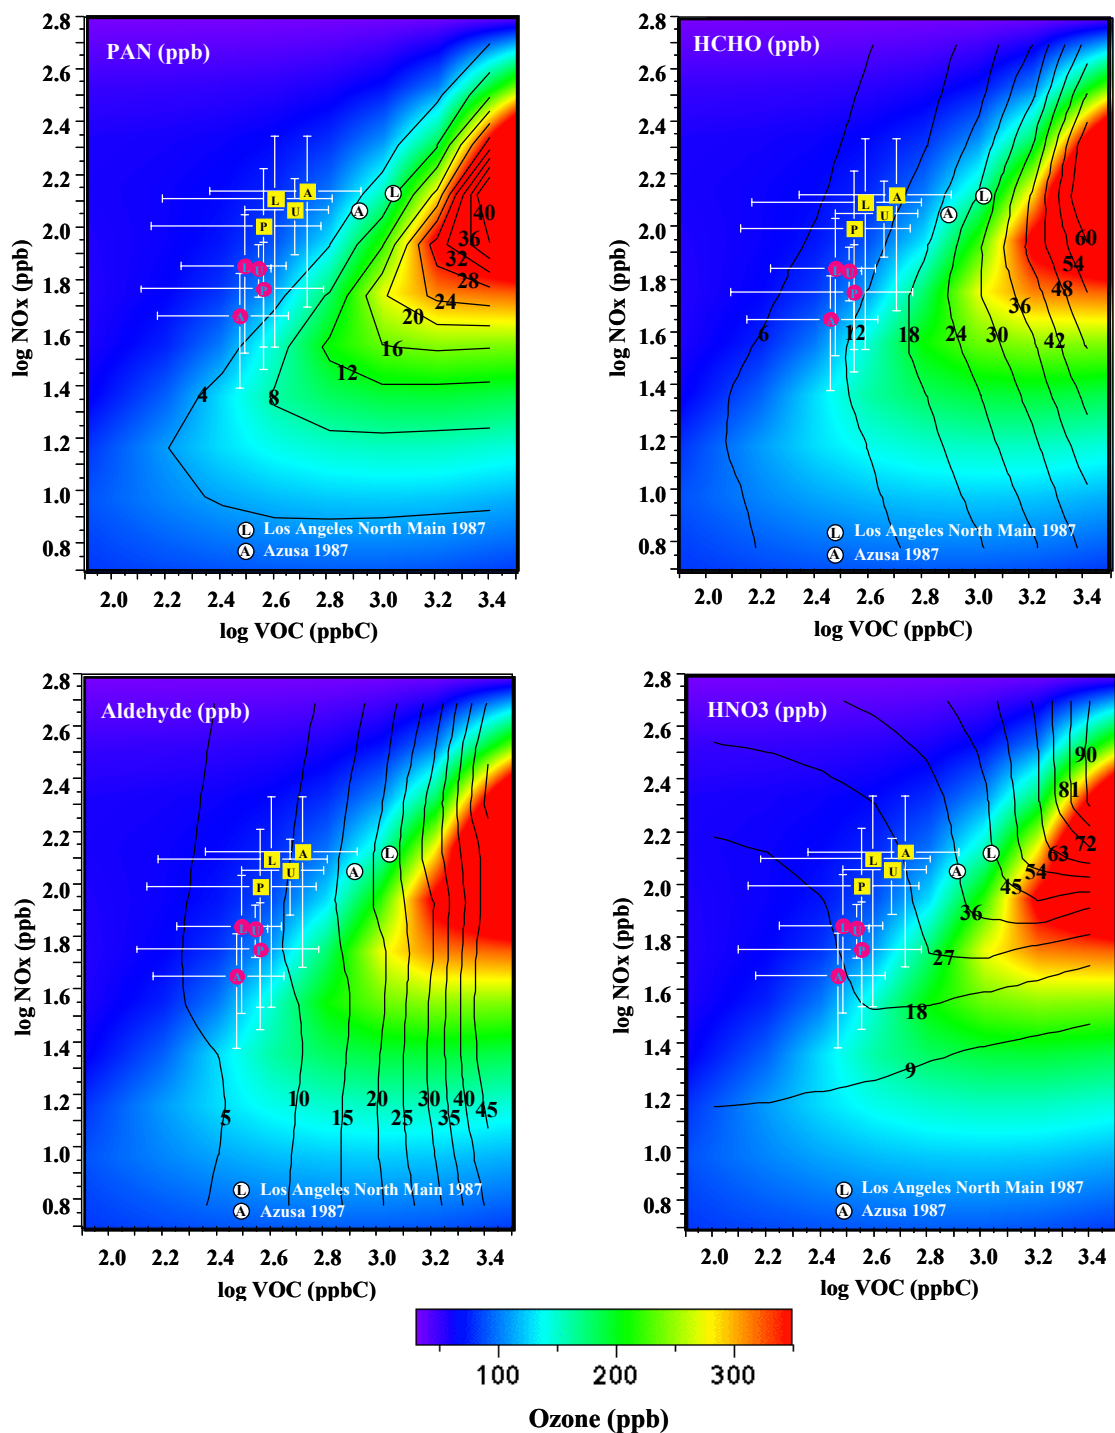 PAN (ppb)
2.8
2.6
2.4
2.2
2.0
1.8
1.6
1.4
1.2
1.0
0.8
log NOx (ppb)
A
L
U
P
L
A
40
36
32
28
24
20
16
12
8
4
L Los Angeles North Main 1987
A Azusa 1987
2.0 2.2 2.4 2.6 2.8 3.0 3.2 3.4
log VOC (ppbC)
HCHO (ppb)
2.8
2.6
2.4
2.2
2.0
1.8
1.6
1.4
1.2
1.0
0.8
log NOx (ppb)
A
L
U
P
L
A
60
54
48
36
6 12 18 24 30 42
L Los Angeles North Main 1987
A Azusa 1987
2.0 2.2 2.4 2.6 2.8 3.0 3.2 3.4
log VOC (ppbC)
Aldehyde (ppb)
2.8
2.6
2.4
2.2
2.0
1.8
1.6
1.4
1.2
1.0
0.8
log NOx (ppb)
A
L
U
P
L
A
5 10 15 20 25 30 35 40 45
L Los Angeles North Main 1987
A Azusa 1987
2.0 2.2 2.4 2.6 2.8 3.0 3.2 3.4
log VOC (ppbC)
HNO3 (ppb)
2.8
2.6
2.4
2.2
2.0
1.8
1.6
1.4
1.2
1.0
0.8
log NOx (ppb)
A
L
U
P
L
A
90
81
72
63
54
45
36
27
18
9
L Los Angeles North Main 1987
A Azusa 1987
2.0 2.2 2.4 2.6 2.8 3.0 3.2 3.4
log VOC (ppbC)
100 200 300
Ozone (ppb)